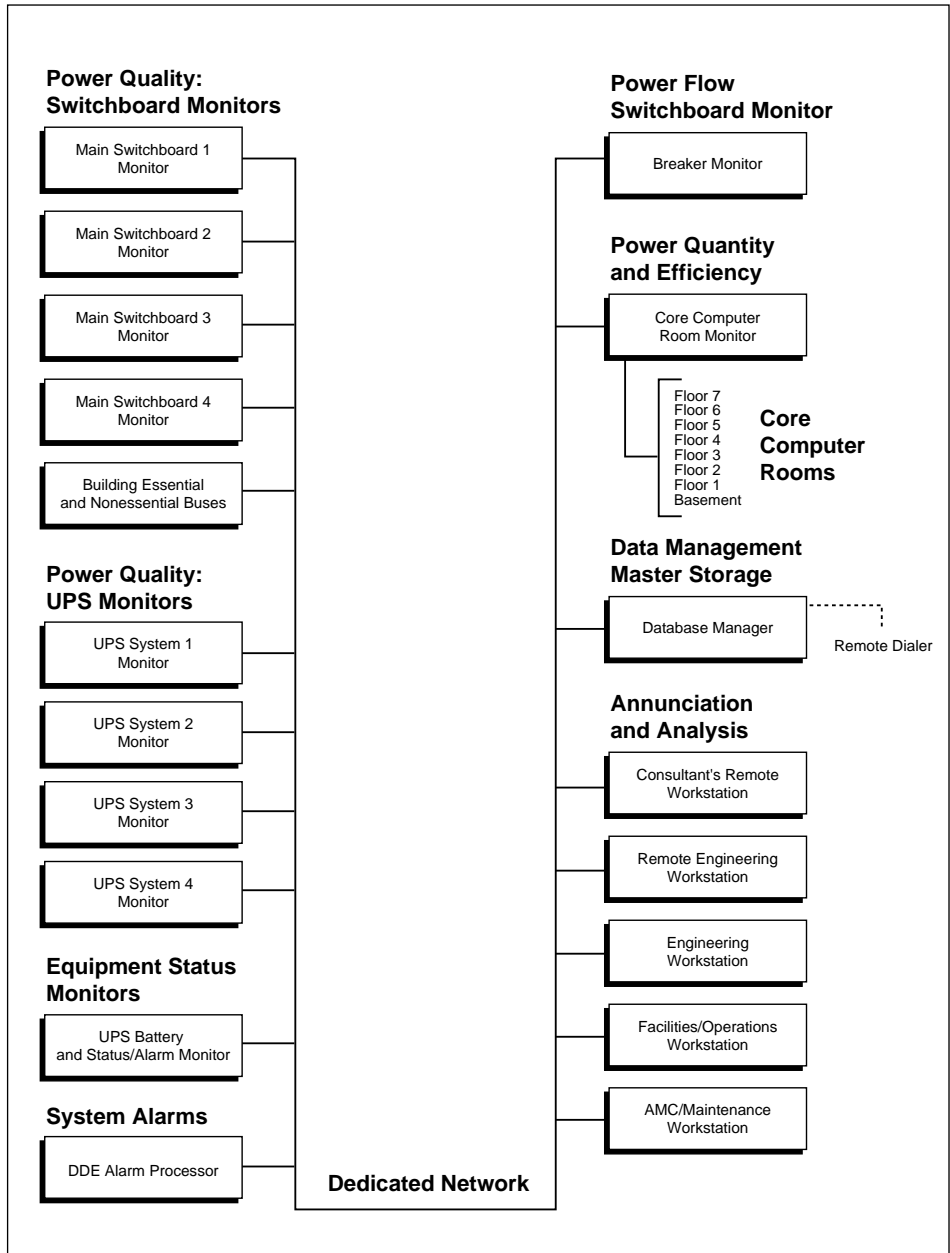 Power Quality:
Switchboard Monitors
Main Switchboard 1
Monitor
Main Switchboard 2
Monitor
Main Switchboard 3
Monitor
Main Switchboard 4
Monitor
Building Essential
and Nonessential Buses
Power Quality:
UPS Monitors
UPS System 1
Monitor
UPS System 2
Monitor
UPS System 3
Monitor
UPS System 4
Monitor
Equipment Status
Monitors
UPS Battery
and Status/Alarm Monitor
System Alarms
DDE Alarm Processor
Dedicated Network
Power Flow
Switchboard Monitor
Breaker Monitor
Power Quantity
and Efficiency
Core Computer
Room Monitor
Floor 7
Floor 6
Floor 5
Floor 4
Floor 3
Floor 2
Floor 1
Basement
Core
Computer
Rooms
Data Management
Master Storage
Database Manager
Remote Dialer
Annunciation
and Analysis
Consultant's Remote
Workstation
Remote Engineering
Workstation
Engineering
Workstation
Facilities/Operations
Workstation
AMC/Maintenance
Workstation